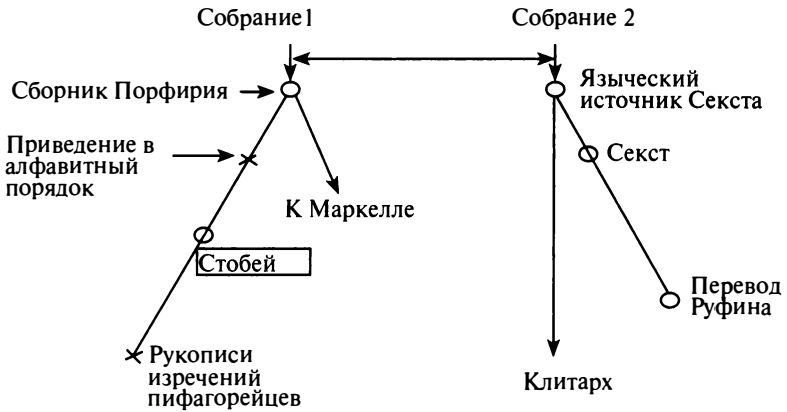 Собрание1
Собрание 2
Сборник Порфирия
Языческий
источник Секста
Приведение в
алфавитный
порядок
Секст
К Маркелле
Стобей
Перевод
Руфина
Рукописи
изречений
пифагорейцев
Клитарх